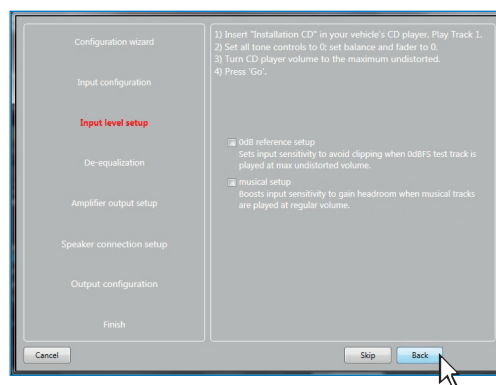 Configuration wizard
Input configuration
Input level setup
De-equalization
Amplifier output setup
Speaker connection setup
Output configuration
Finish
1) Insert "Installation CD" in your vehicle's CD player. Play Track 1.
2) Set all tone controls to 0; set balance and fader to 0.
3) Turn CD player volume to the maximum undistorted.
4) Press 'Go'.
0dB reference setup
Sets input sensitivity to avoid clipping when 0dBFS test track is
played at max undistorted volume.
musical setup
Boosts input sensitivity to gain headroom when musical tracks
are played at regular volume.
Cancel
Skip
Back